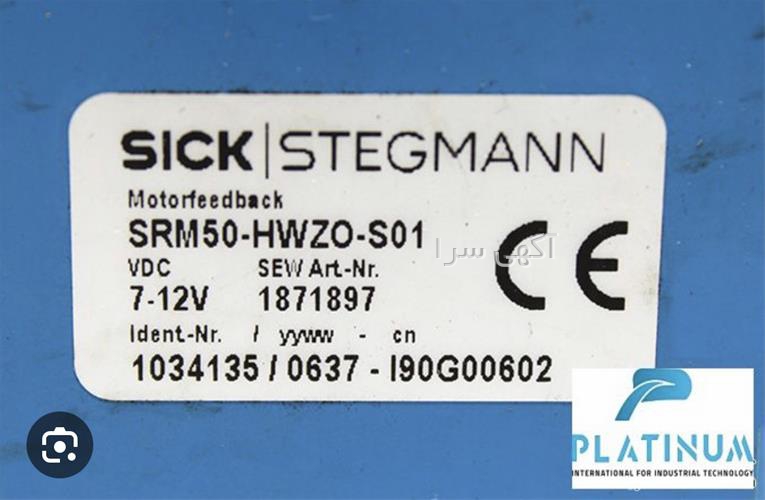 SICK|STEGMANN
Motorfeedback
SRM50-HWZO-S01
آگهی سرا
VDC SEW Art-Nr.
7-12V 1871897
CE
Ident.-Nr. / yyww - cn
1034135 / 0637 - I90G00602
PLATINUM
INTERNATIONAL FOR INDUSTRIAL TECHNOLOGY